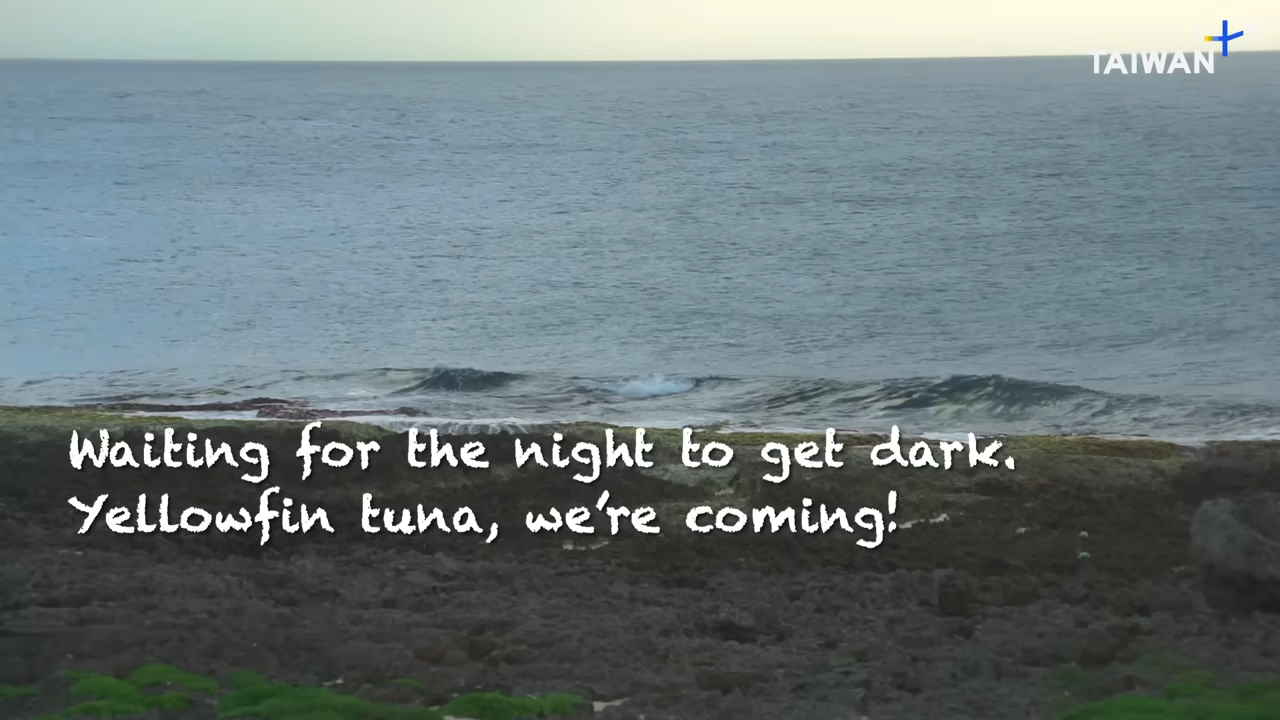 TAIWAN+
Waiting for the night to get dark.
Yellowfin tuna, we're coming!